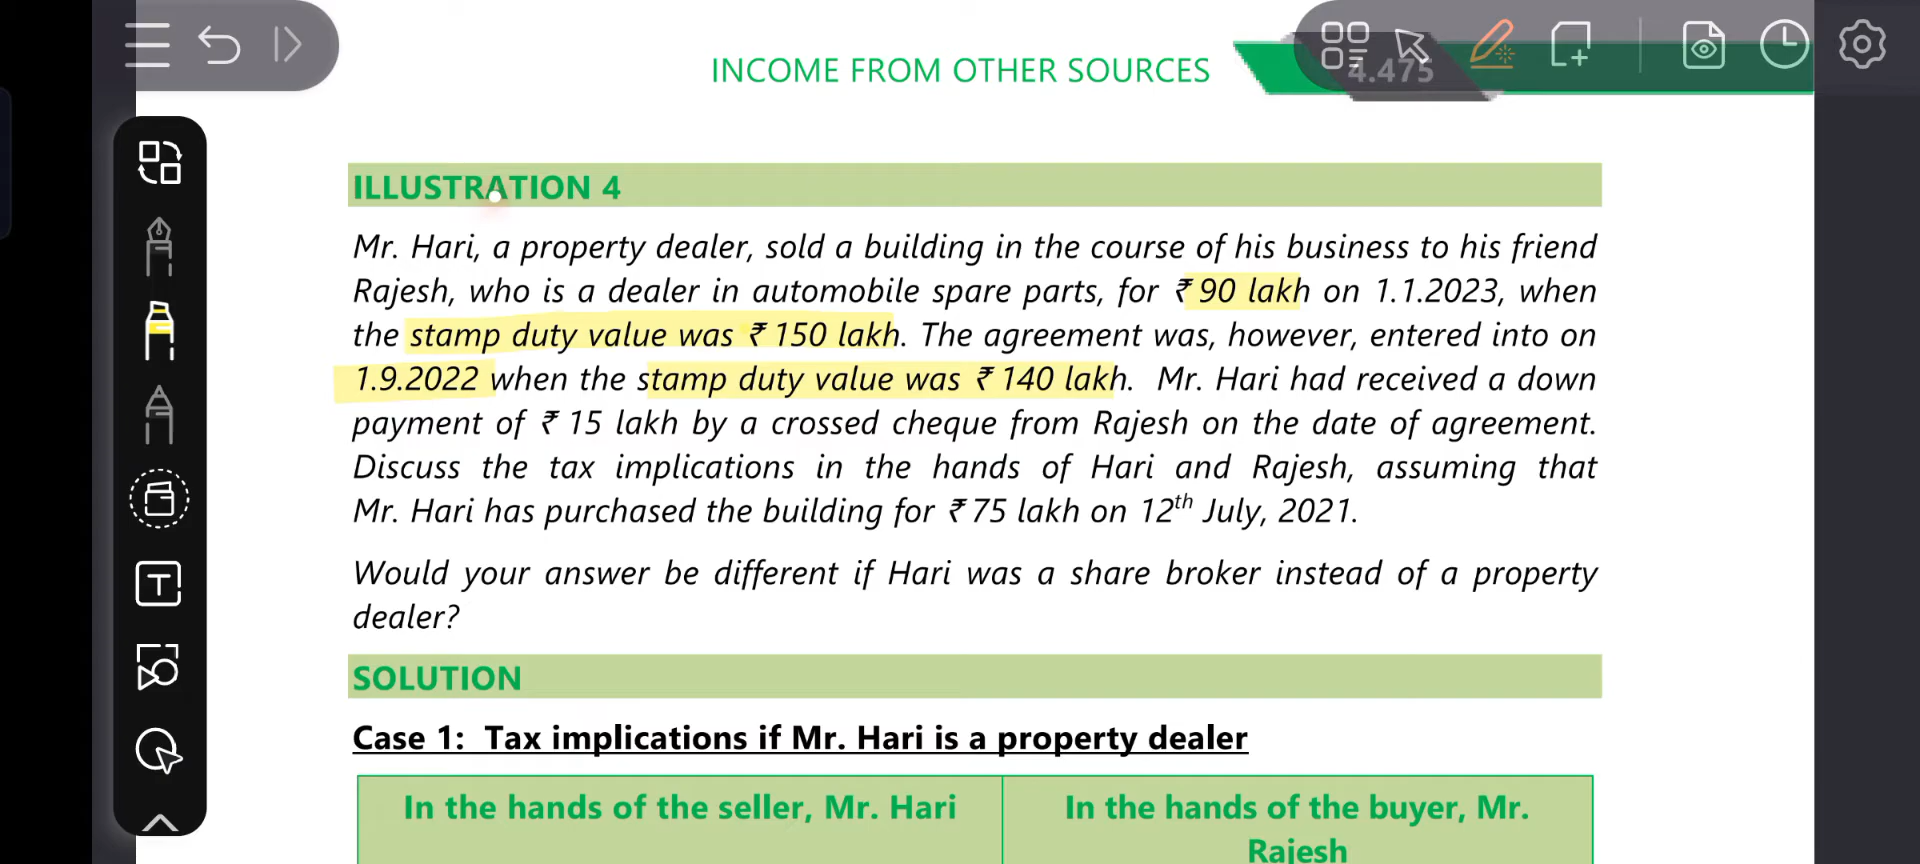 INCOME FROM OTHER SOURCES
4.475
ILLUSTRATION 4
Mr. Hari, a property dealer, sold a building in the course of his business to his friend
Rajesh, who is a dealer in automobile spare parts, for ₹ 90 lakh on 1.1.2023, when
the stamp duty value was ₹ 150 lakh. The agreement was, however, entered into on
1.9.2022 when the stamp duty value was ₹ 140 lakh. Mr. Hari had received a down
payment of ₹ 15 lakh by a crossed cheque from Rajesh on the date of agreement.
Discuss the tax implications in the hands of Hari and Rajesh, assuming that
Mr. Hari has purchased the building for ₹ 75 lakh on 12th July, 2021.
Would your answer be different if Hari was a share broker instead of a property
dealer?
SOLUTION
Case 1: Tax implications if Mr. Hari is a property dealer
In the hands of the seller, Mr. Hari
In the hands of the buyer, Mr.
Rajesh